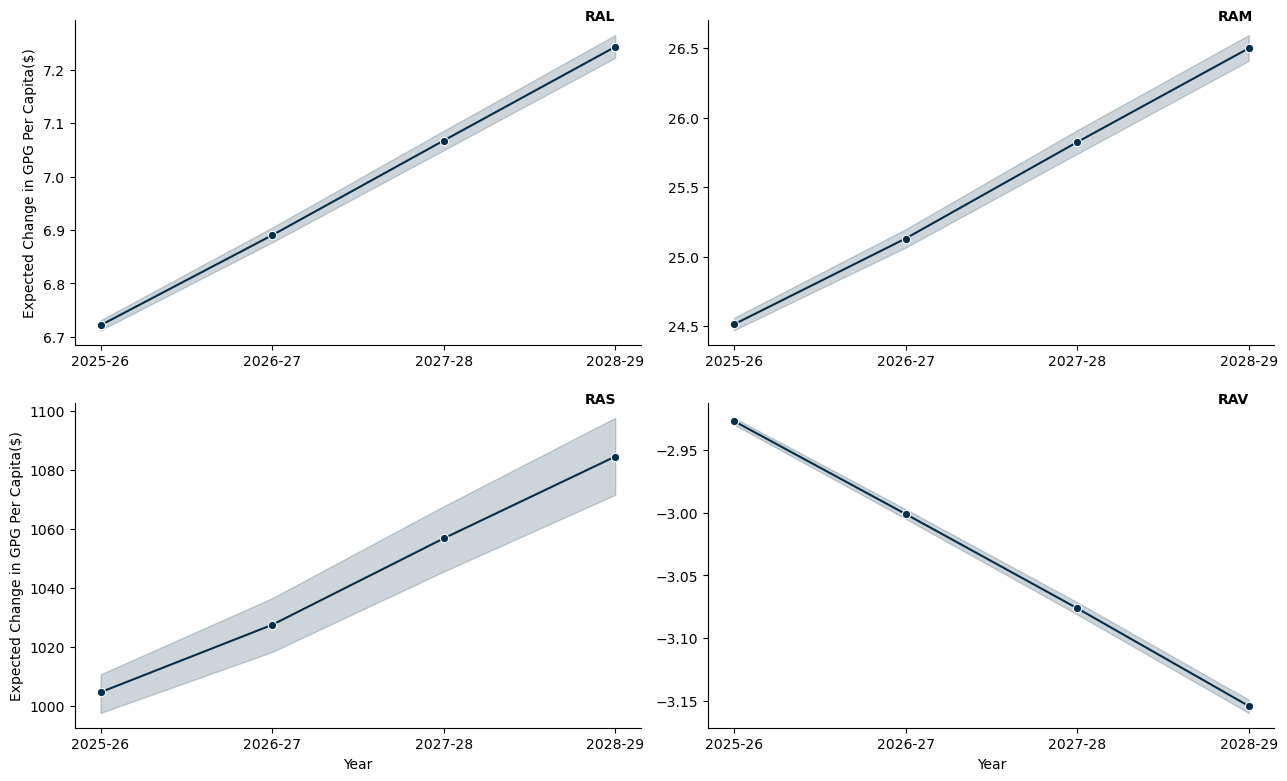 RAL
Expected Change in GPG Per Capita($)
7.2
7.1
7.0
6.9
6.8
6.7
2025-26 2026-27 2027-28 2028-29
RAM
26.5
26.0
25.5
25.0
24.5
2025-26 2026-27 2027-28 2028-29
RAS
Expected Change in GPG Per Capita($)
1100
1080
1060
1040
1020
1000
2025-26 2026-27 2027-28 2028-29
Year
RAV
−2.95
−3.00
−3.05
−3.10
−3.15
2025-26 2026-27 2027-28 2028-29
Year